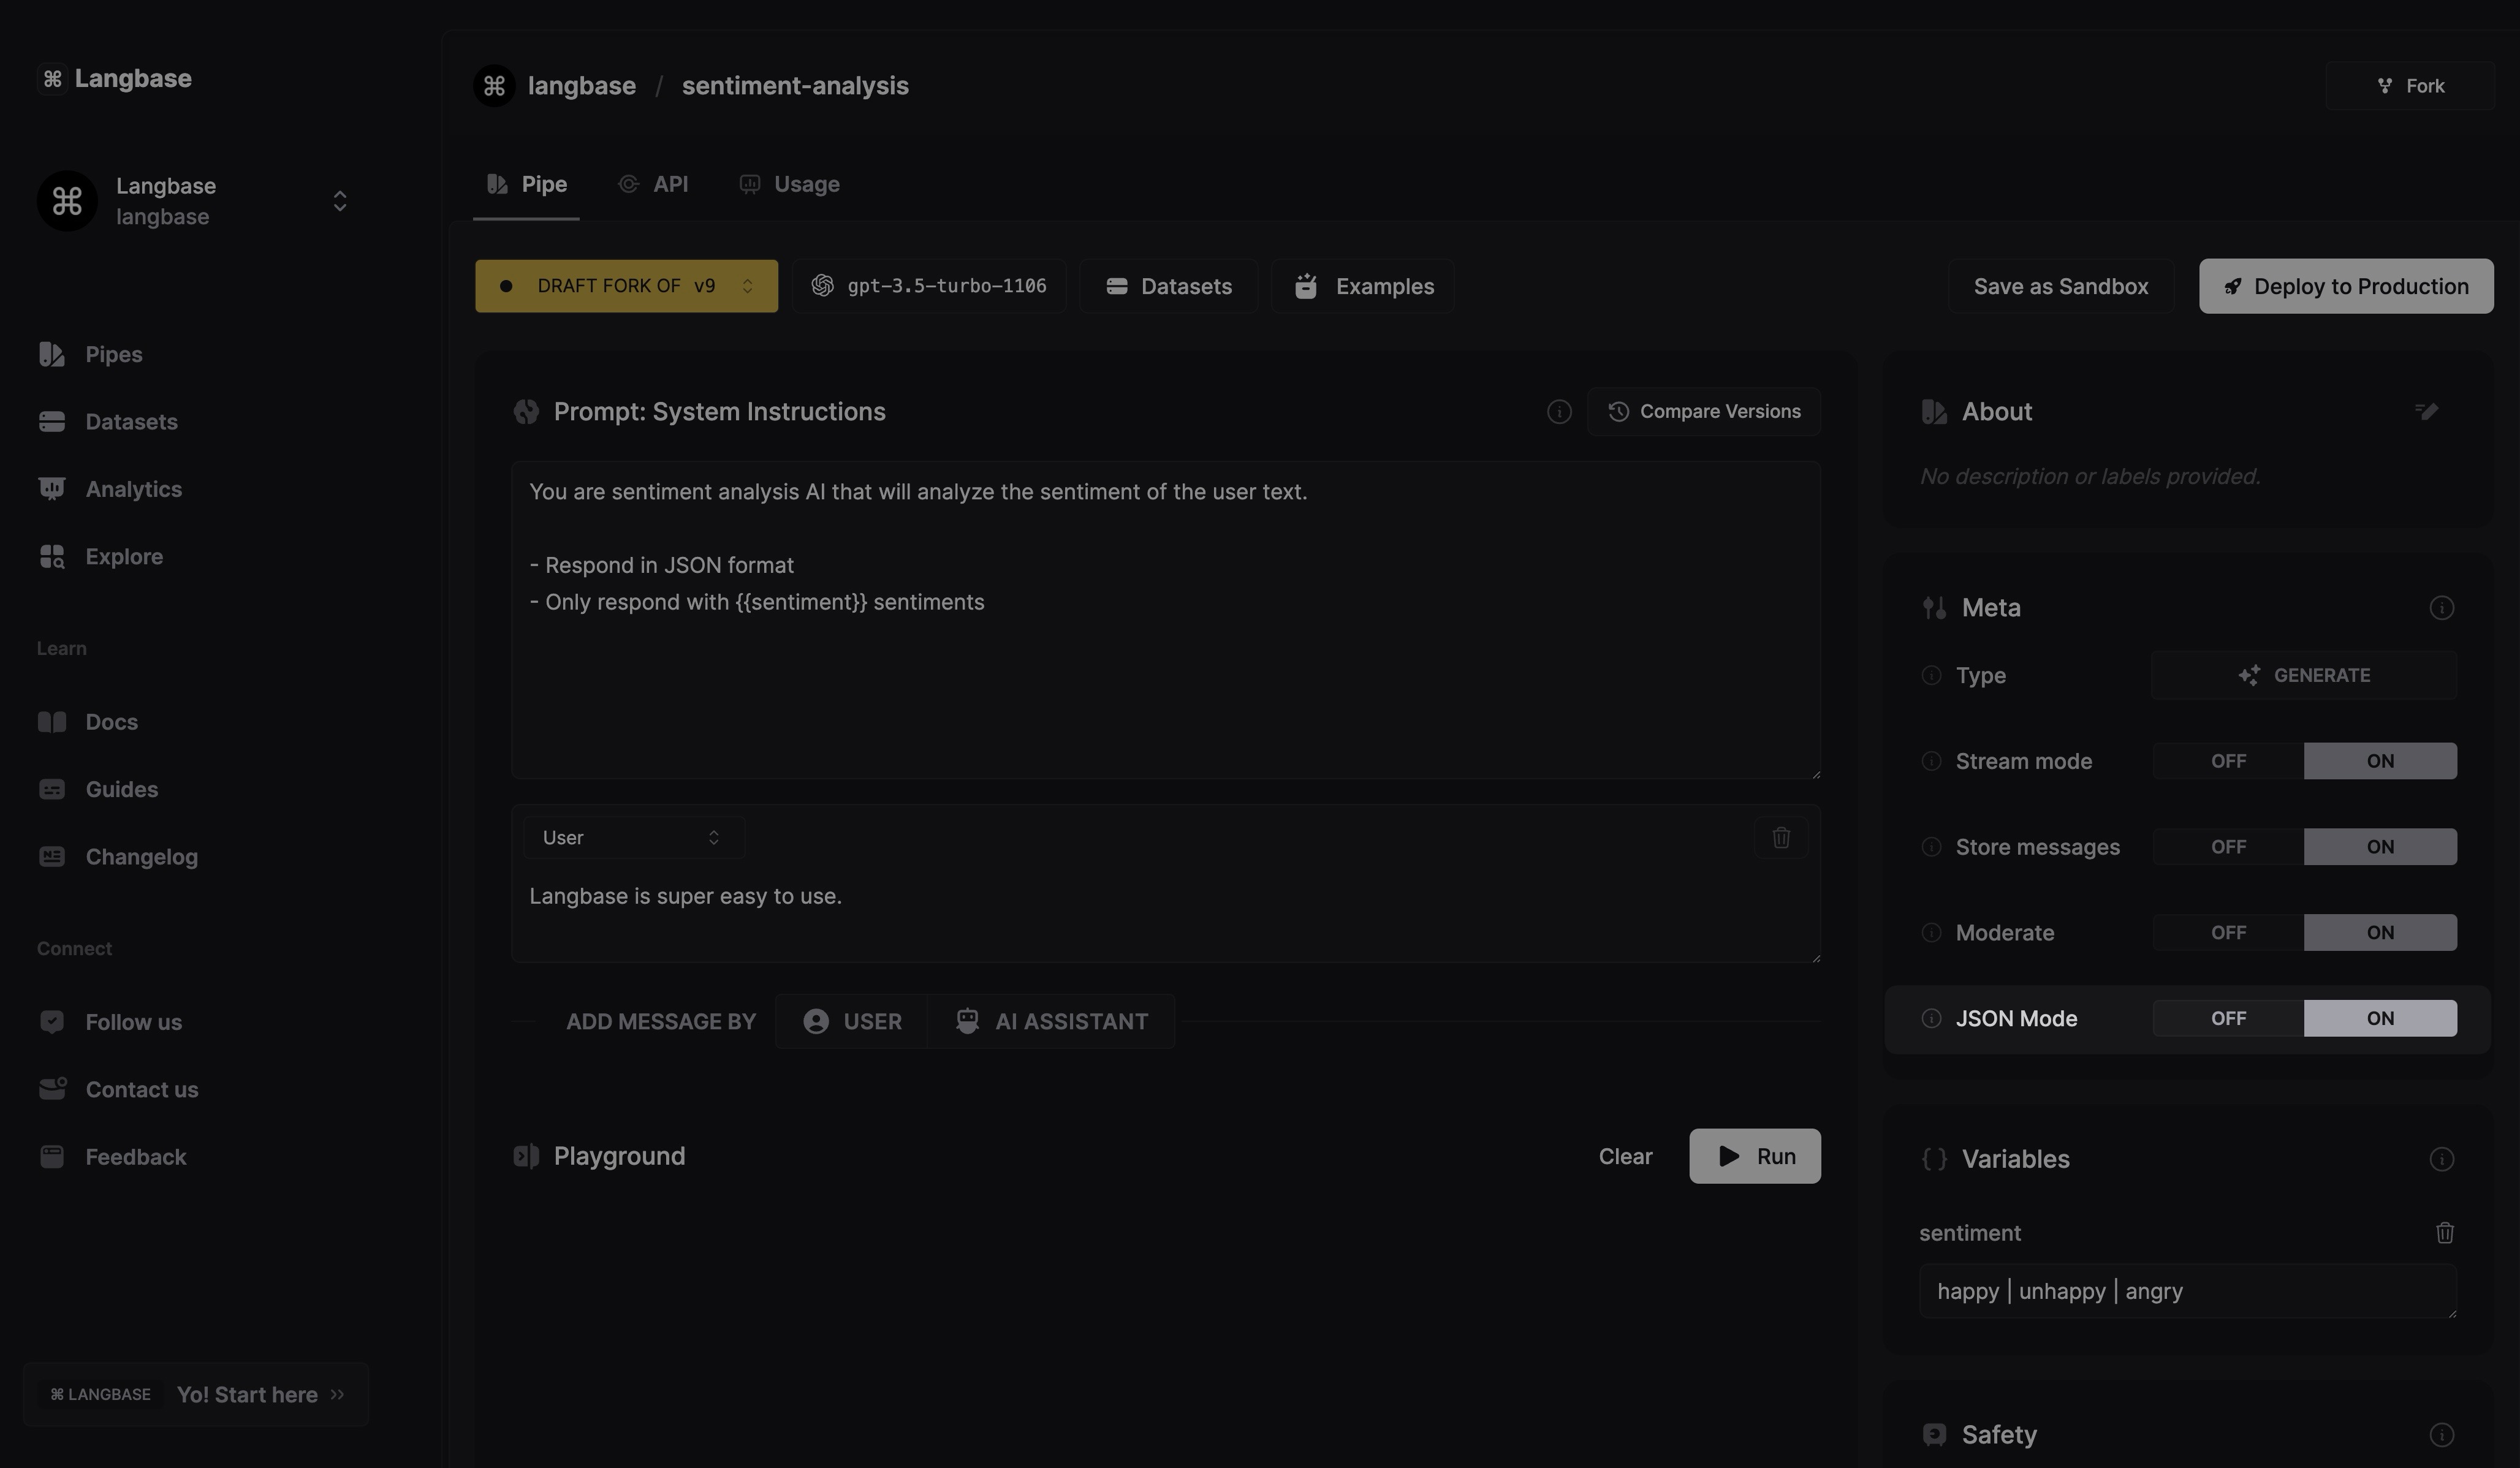 Langbase
Langbase
langbase
Pipes
Datasets
Analytics
Explore
Learn
Docs
Guides
Changelog
Connect
Follow us
Contact us
Feedback
⌘ LANGBASE Yo! Start here >>
langbase / sentiment-analysis
Fork
Pipe API Usage
DRAFT FORK OF v9
gpt-3.5-turbo-1106
Datasets
Examples
Save as Sandbox
Deploy to Production
Prompt: System Instructions
Compare Versions
You are sentiment analysis AI that will analyze the sentiment of the user text.
- Respond in JSON format
- Only respond with {{sentiment}} sentiments
User
Langbase is super easy to use.
ADD MESSAGE BY USER AI ASSISTANT
Playground
Clear
Run
About
No description or labels provided.
Meta
Type GENERATE
Stream mode OFF ON
Store messages OFF ON
Moderate OFF ON
JSON Mode OFF ON
{ } Variables
sentiment
happy | unhappy | angry
Safety